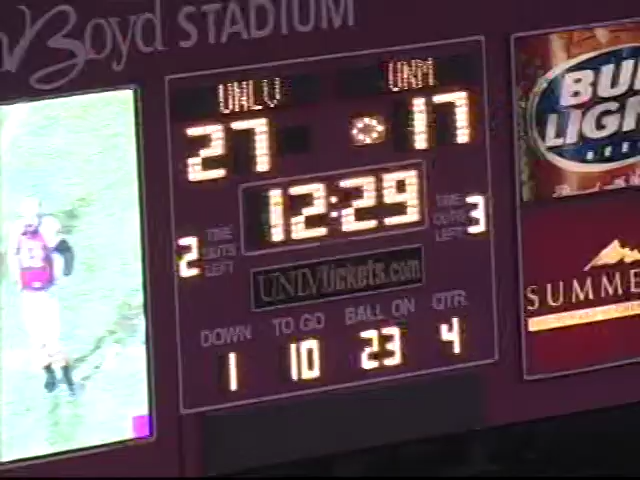 Boyd STADIUM
UNLV UNM
27 17
12:29
TIME OUTS LEFT 2
TIME OUTS LEFT 3
UNLVtickets.com
DOWN TO GO BALL ON QTR
1 10 23 4
BUD
LIGHT
BEER
SUMME